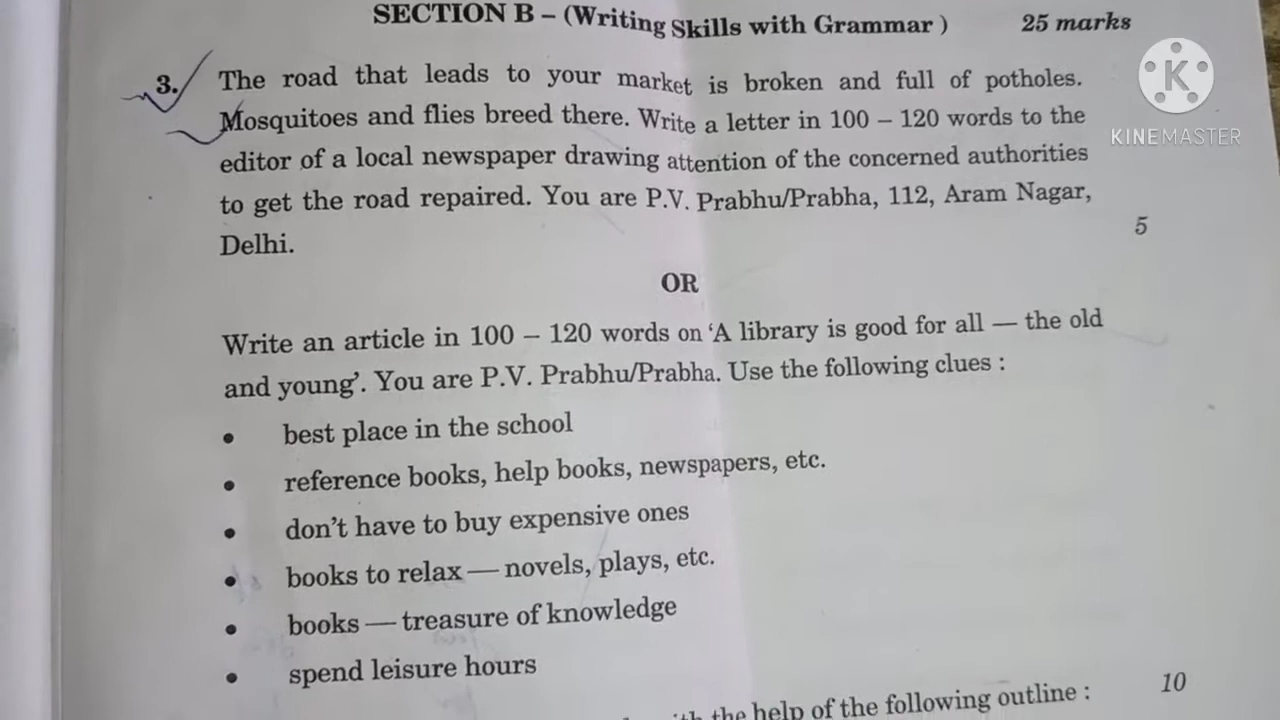 SECTION B – (Writing Skills with Grammar ) 25 marks
3. The road that leads to your market is broken and full of potholes.
Mosquitoes and flies breed there. Write a letter in 100 – 120 words to the
editor of a local newspaper drawing attention of the concerned authorities
to get the road repaired. You are P.V. Prabhu/Prabha, 112, Aram Nagar,
Delhi. 5
OR
Write an article in 100 – 120 words on ‘A library is good for all — the old
and young’. You are P.V. Prabhu/Prabha. Use the following clues :
• best place in the school
• reference books, help books, newspapers, etc.
• don’t have to buy expensive ones
• books to relax — novels, plays, etc.
• books — treasure of knowledge
• spend leisure hours
the help of the following outline : 10
K
KINEMASTER